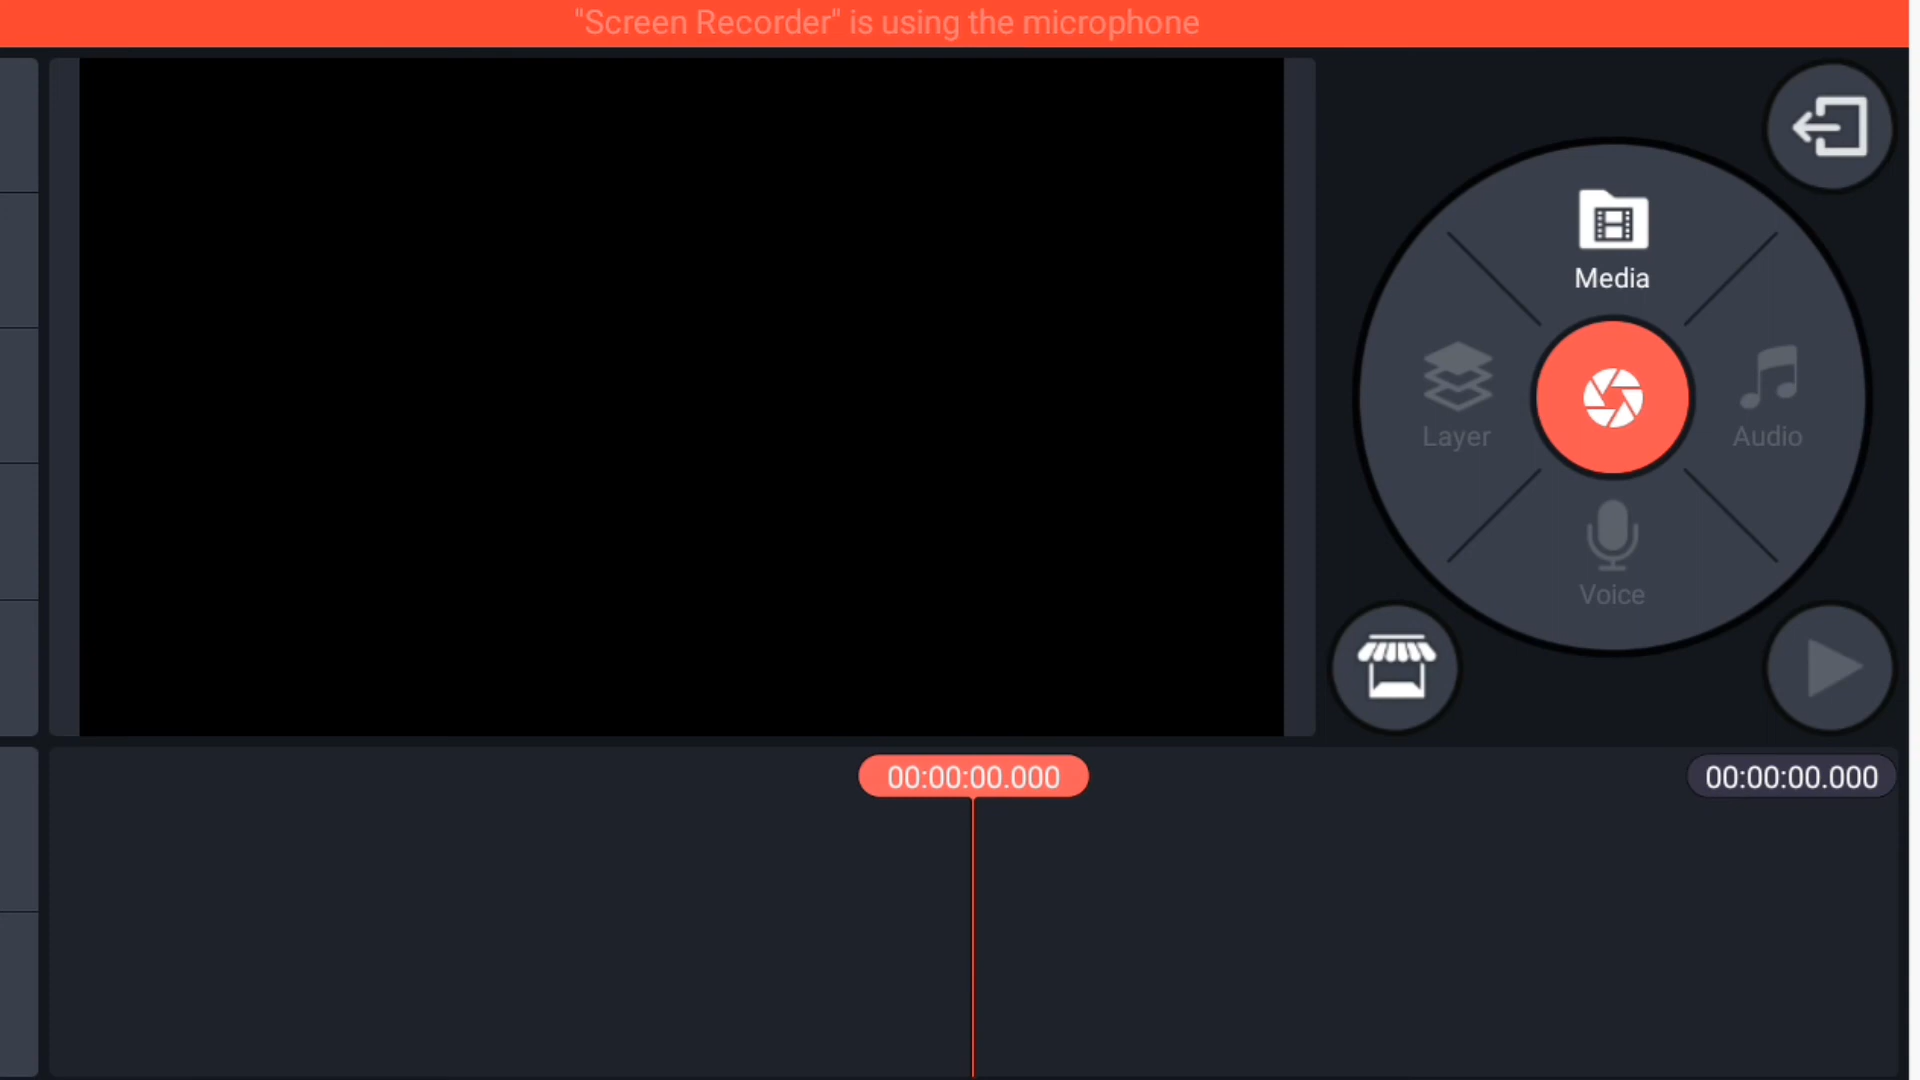 "Screen Recorder" is using the microphone
Media
Layer
Audio
Voice
00:00:00.000
00:00:00.000